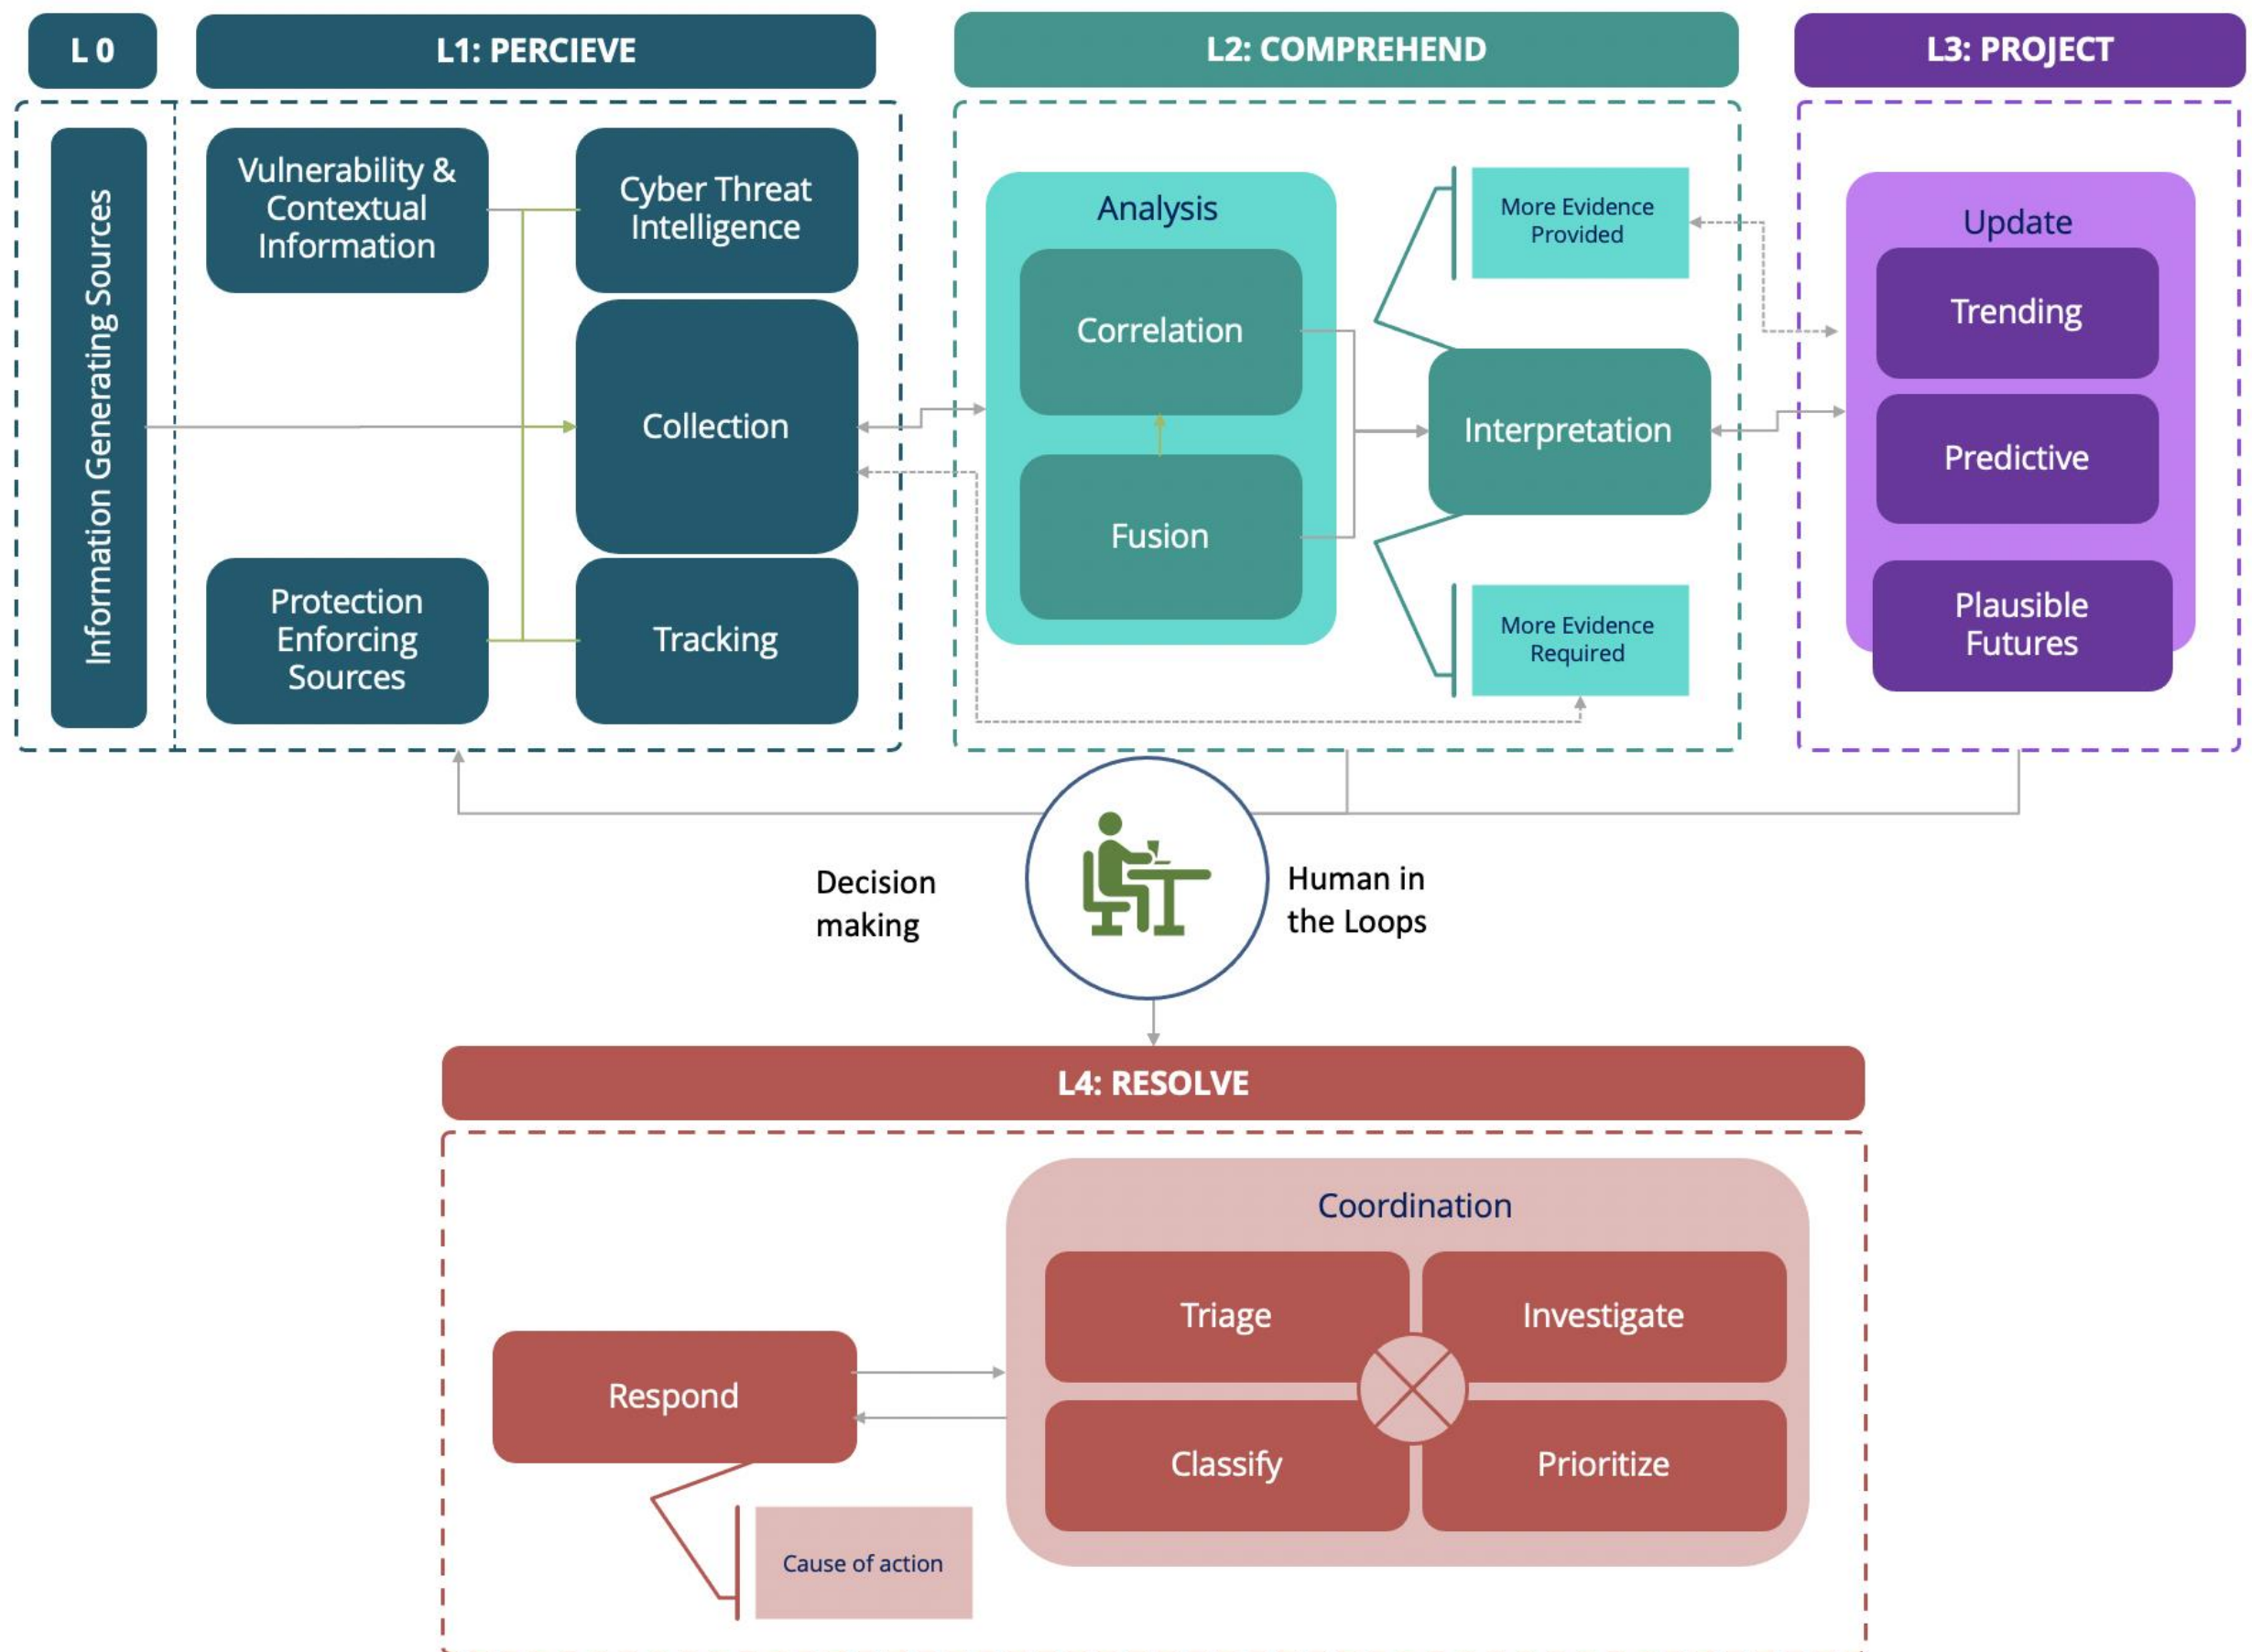 L 0
L1: PERCIEVE
L2: COMPREHEND
L3: PROJECT
Information Generating Sources
Vulnerability &
Contextual
Information
Cyber Threat
Intelligence
Collection
Protection
Enforcing
Sources
Tracking
Analysis
Correlation
Fusion
More Evidence
Provided
Interpretation
More Evidence
Required
Update
Trending
Predictive
Plausible
Futures
Decision
making
Human in
the Loops
L4: RESOLVE
Respond
Cause of action
Coordination
Triage
Investigate
Classify
Prioritize